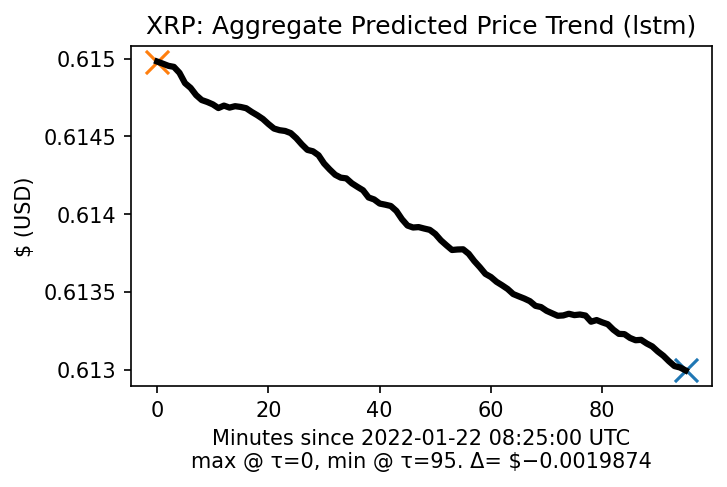 XRP: Aggregate Predicted Price Trend (lstm)
0.615
0.6145
0.614
0.6135
0.613
$ (USD)
0 20 40 60 80
Minutes since 2022-01-22 08:25:00 UTC
max @ τ=0, min @ τ=95. Δ= $−0.0019874